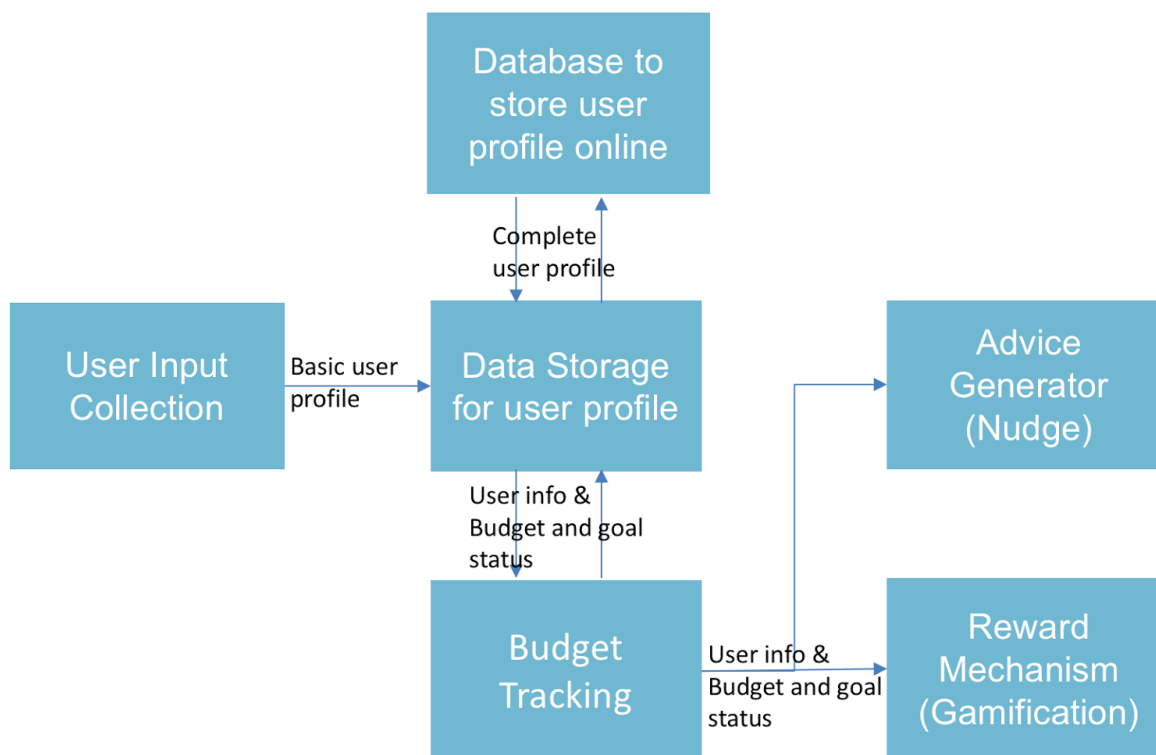 Database to
store user
profile online
Complete
user profile
User Input
Collection
Basic user
profile
Data Storage
for user profile
Advice
Generator
(Nudge)
User info &
Budget and goal
status
Budget
Tracking
User info &
Budget and goal
status
Reward
Mechanism
(Gamification)